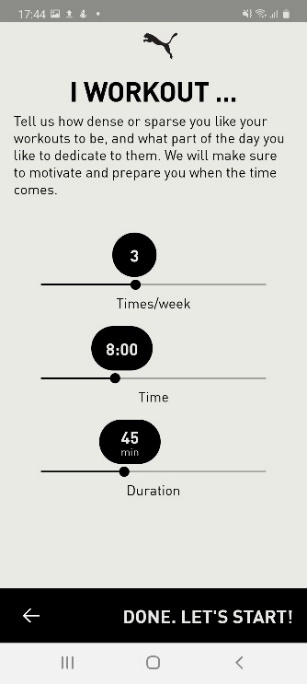 17:44
I WORKOUT ...
Tell us how dense or sparse you like your
workouts to be, and what part of the day you
like to dedicate to them. We will make sure
to motivate and prepare you when the time
comes.
3
Times/week
8:00
Time
45
min
Duration
DONE. LET'S START!